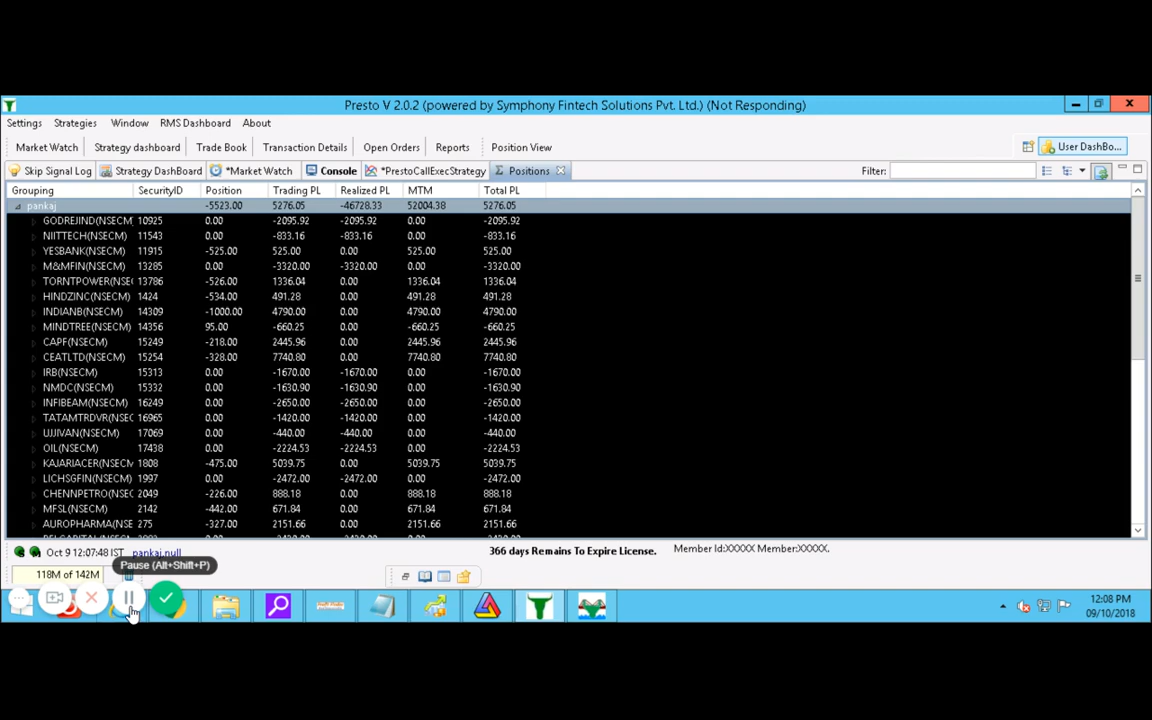 Presto V 2.0.2 (powered by Symphony Fintech Solutions Pvt. Ltd.) (Not Responding)
Settings Strategies Window RMS Dashboard About
Market Watch Strategy dashboard Trade Book Transaction Details Open Orders Reports Position View User DashBo...
Skip Signal Log Strategy DashBoard *Market Watch Console *PrestoCallExecStrategy Σ Positions Filter:
Grouping SecurityID Position Trading PL Realized PL MTM Total PL
pankaj -5523.00 5276.05 -46728.33 52004.38 5276.05
GODREJIND(NSECM) 10925 0.00 -2095.92 -2095.92 0.00 -2095.92
NIITTECH(NSECM) 11543 0.00 -833.16 -833.16 0.00 -833.16
YESBANK(NSECM) 11915 -525.00 525.00 0.00 525.00 525.00
M&MFIN(NSECM) 13285 0.00 -3320.00 -3320.00 0.00 -3320.00
TORNTPOWER(NSE 13786 -526.00 1336.04 0.00 1336.04 1336.04
HINDZINC(NSECM) 1424 -534.00 491.28 0.00 491.28 491.28
INDIANB(NSECM) 14309 -1000.00 4790.00 0.00 4790.00 4790.00
MINDTREE(NSECM) 14356 95.00 -660.25 0.00 -660.25 -660.25
CAPF(NSECM) 15249 -218.00 2445.96 0.00 2445.96 2445.96
CEATLTD(NSECM) 15254 -328.00 7740.80 0.00 7740.80 7740.80
IRB(NSECM) 15313 0.00 -1670.00 -1670.00 0.00 -1670.00
NMDC(NSECM) 15332 0.00 -1630.90 -1630.90 0.00 -1630.90
INFIBEAM(NSECM) 16249 0.00 -2650.00 -2650.00 0.00 -2650.00
TATAMTRDVR(NSEC 16965 0.00 -1420.00 -1420.00 0.00 -1420.00
UJJIVAN(NSECM) 17069 0.00 -440.00 -440.00 0.00 -440.00
OIL(NSECM) 17438 0.00 -2224.53 -2224.53 0.00 -2224.53
KAJARIACER(NSECM 1808 -475.00 5039.75 0.00 5039.75 5039.75
LICHSGFIN(NSECM) 1997 0.00 -2472.00 -2472.00 0.00 -2472.00
CHENNPETRO(NSEC 2049 -226.00 888.18 0.00 888.18 888.18
MFSL(NSECM) 2142 -442.00 671.84 0.00 671.84 671.84
AUROPHARMA(NSE 275 -327.00 2151.66 0.00 2151.66 2151.66
Oct 9 12:07:48 IST pankaj,null 366 days Remains To Expire License. Member Id:XXXXX Member:XXXXX.
Pause (Alt+Shift+P)
118M of 142M
12:08 PM
09/10/2018